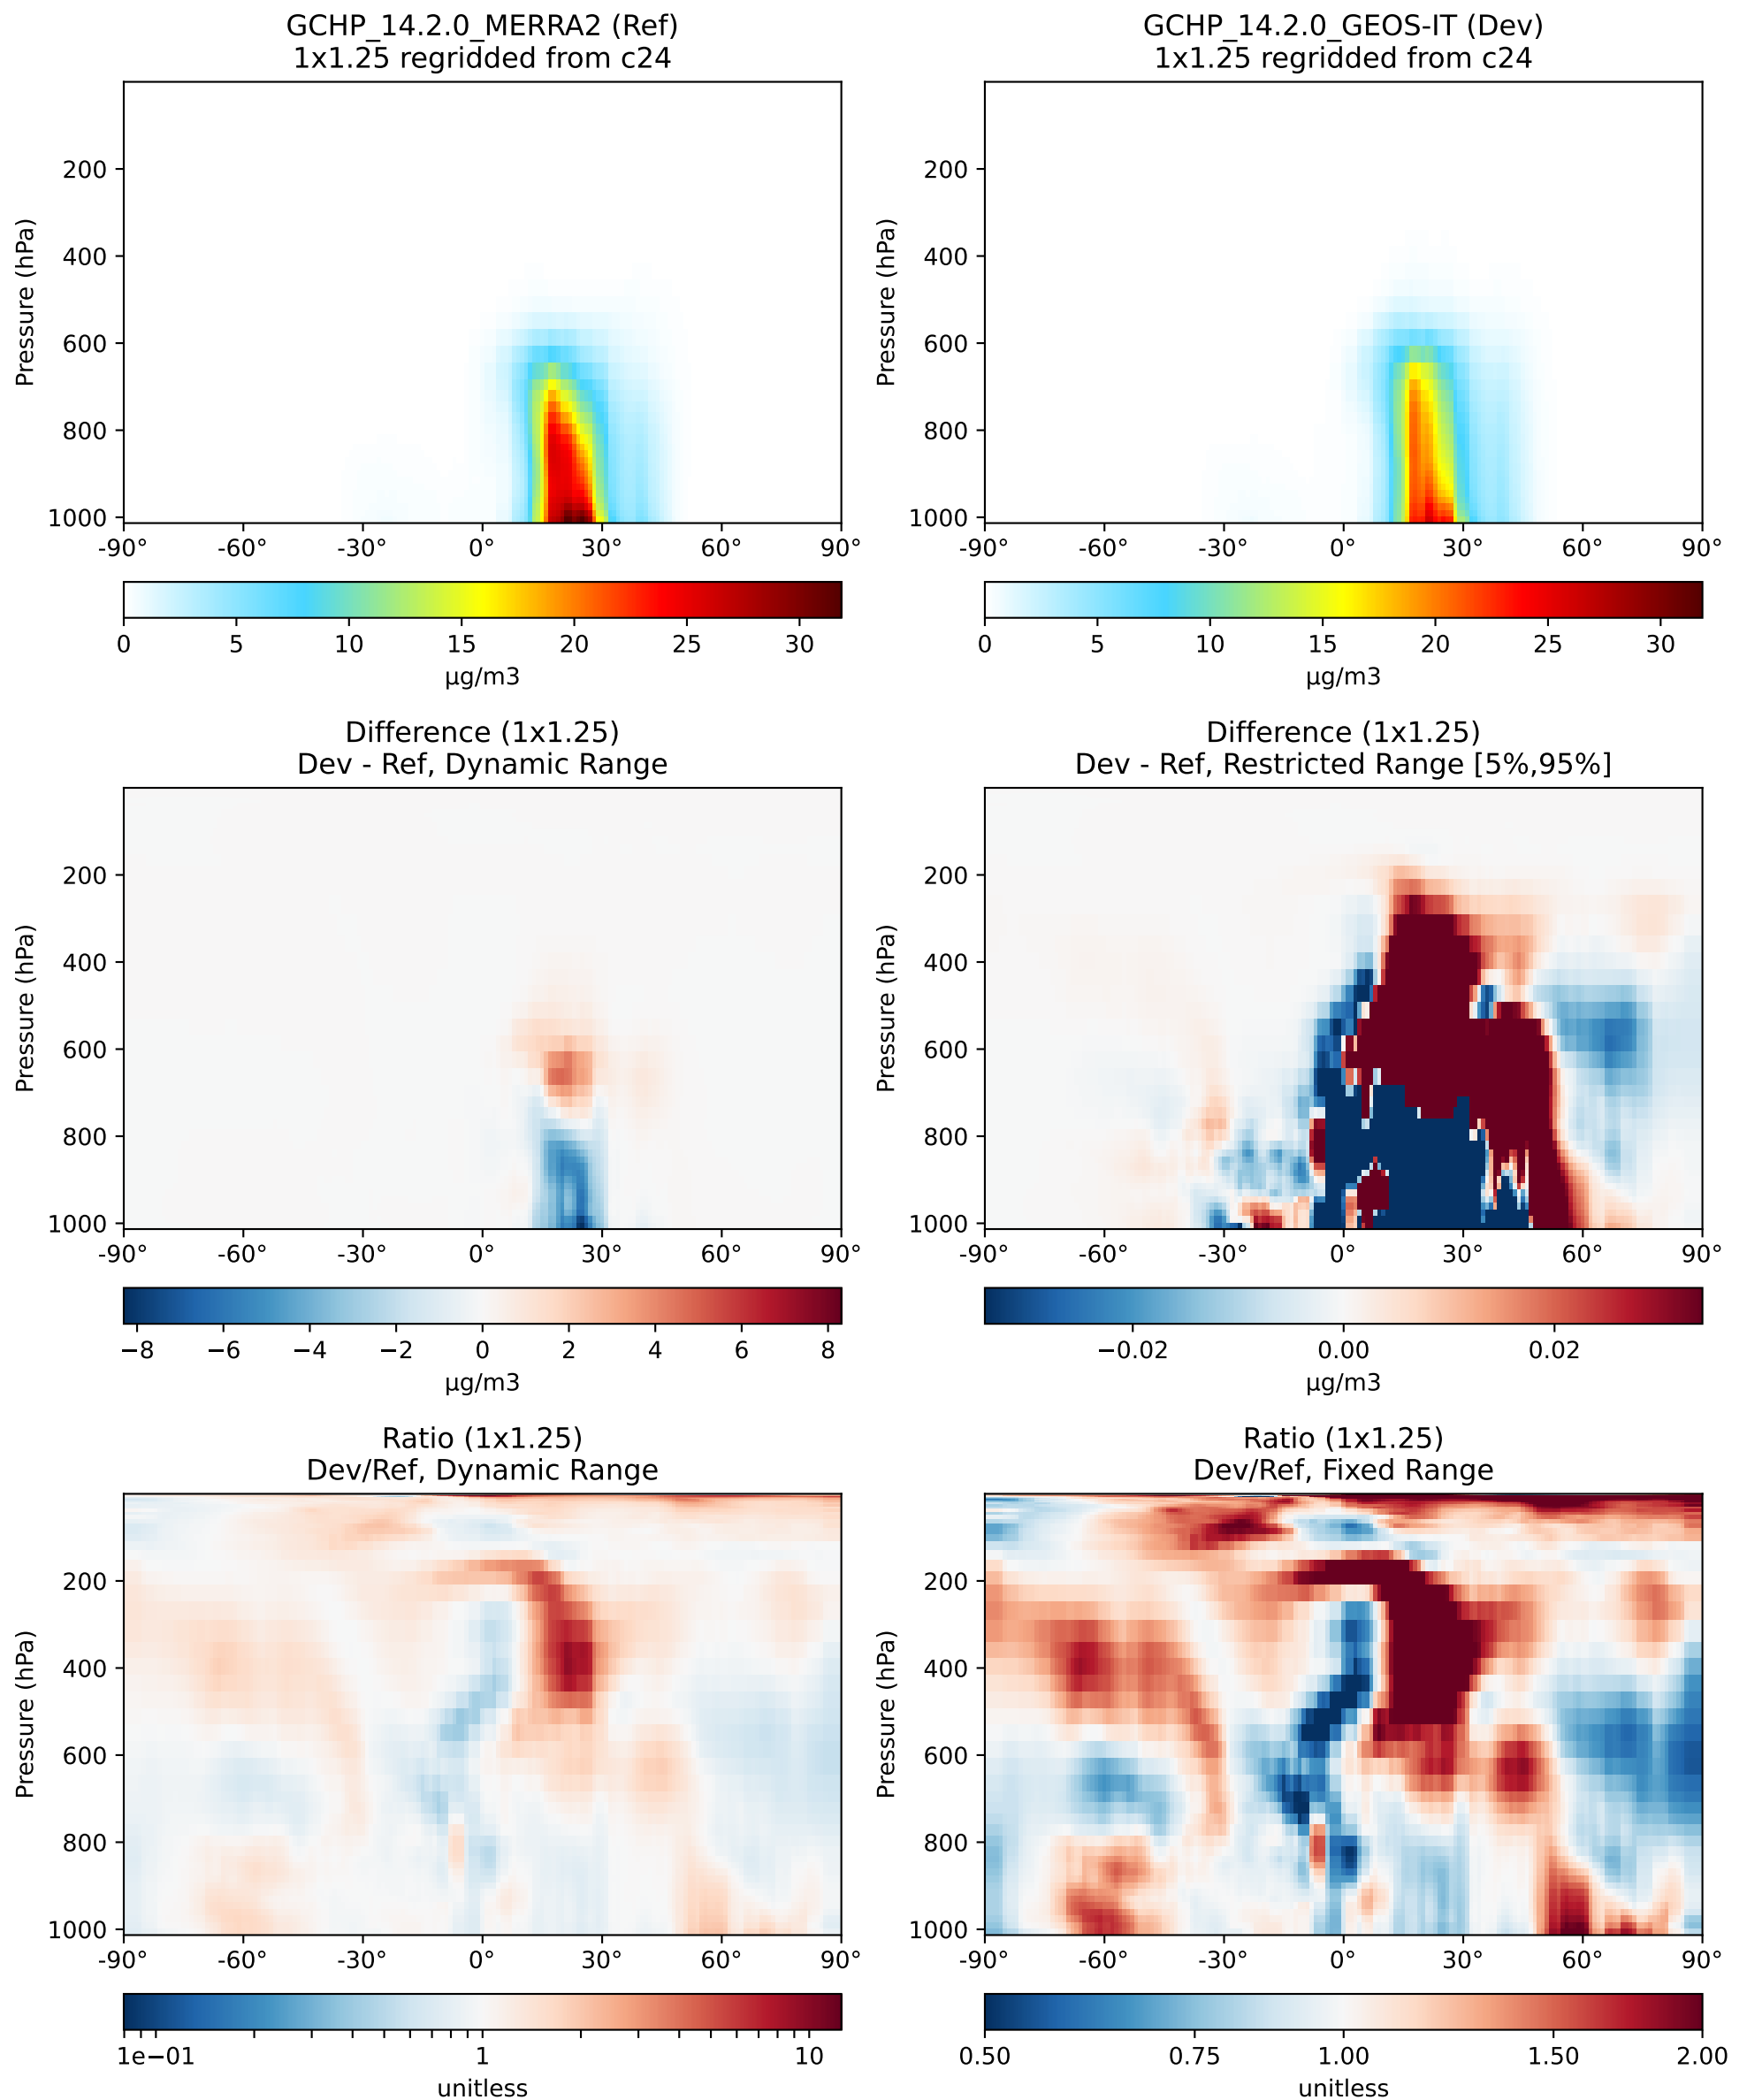 GCHP_14.2.0_MERRA2 (Ref)
1x1.25 regridded from c24
Pressure (hPa)
200
400
600
800
1000
-90° -60° -30° 0° 30° 60° 90°
0 5 10 15 20 25 30
μg/m3
GCHP_14.2.0_GEOS-IT (Dev)
1x1.25 regridded from c24
Pressure (hPa)
200
400
600
800
1000
-90° -60° -30° 0° 30° 60° 90°
0 5 10 15 20 25 30
μg/m3
Difference (1x1.25)
Dev - Ref, Dynamic Range
Pressure (hPa)
200
400
600
800
1000
-90° -60° -30° 0° 30° 60° 90°
−8 −6 −4 −2 0 2 4 6 8
μg/m3
Difference (1x1.25)
Dev - Ref, Restricted Range [5%,95%]
Pressure (hPa)
200
400
600
800
1000
-90° -60° -30° 0° 30° 60° 90°
−0.02 0.00 0.02
μg/m3
Ratio (1x1.25)
Dev/Ref, Dynamic Range
Pressure (hPa)
200
400
600
800
1000
-90° -60° -30° 0° 30° 60° 90°
1e−01 1 10
unitless
Ratio (1x1.25)
Dev/Ref, Fixed Range
Pressure (hPa)
200
400
600
800
1000
-90° -60° -30° 0° 30° 60° 90°
0.50 0.75 1.00 1.50 2.00
unitless